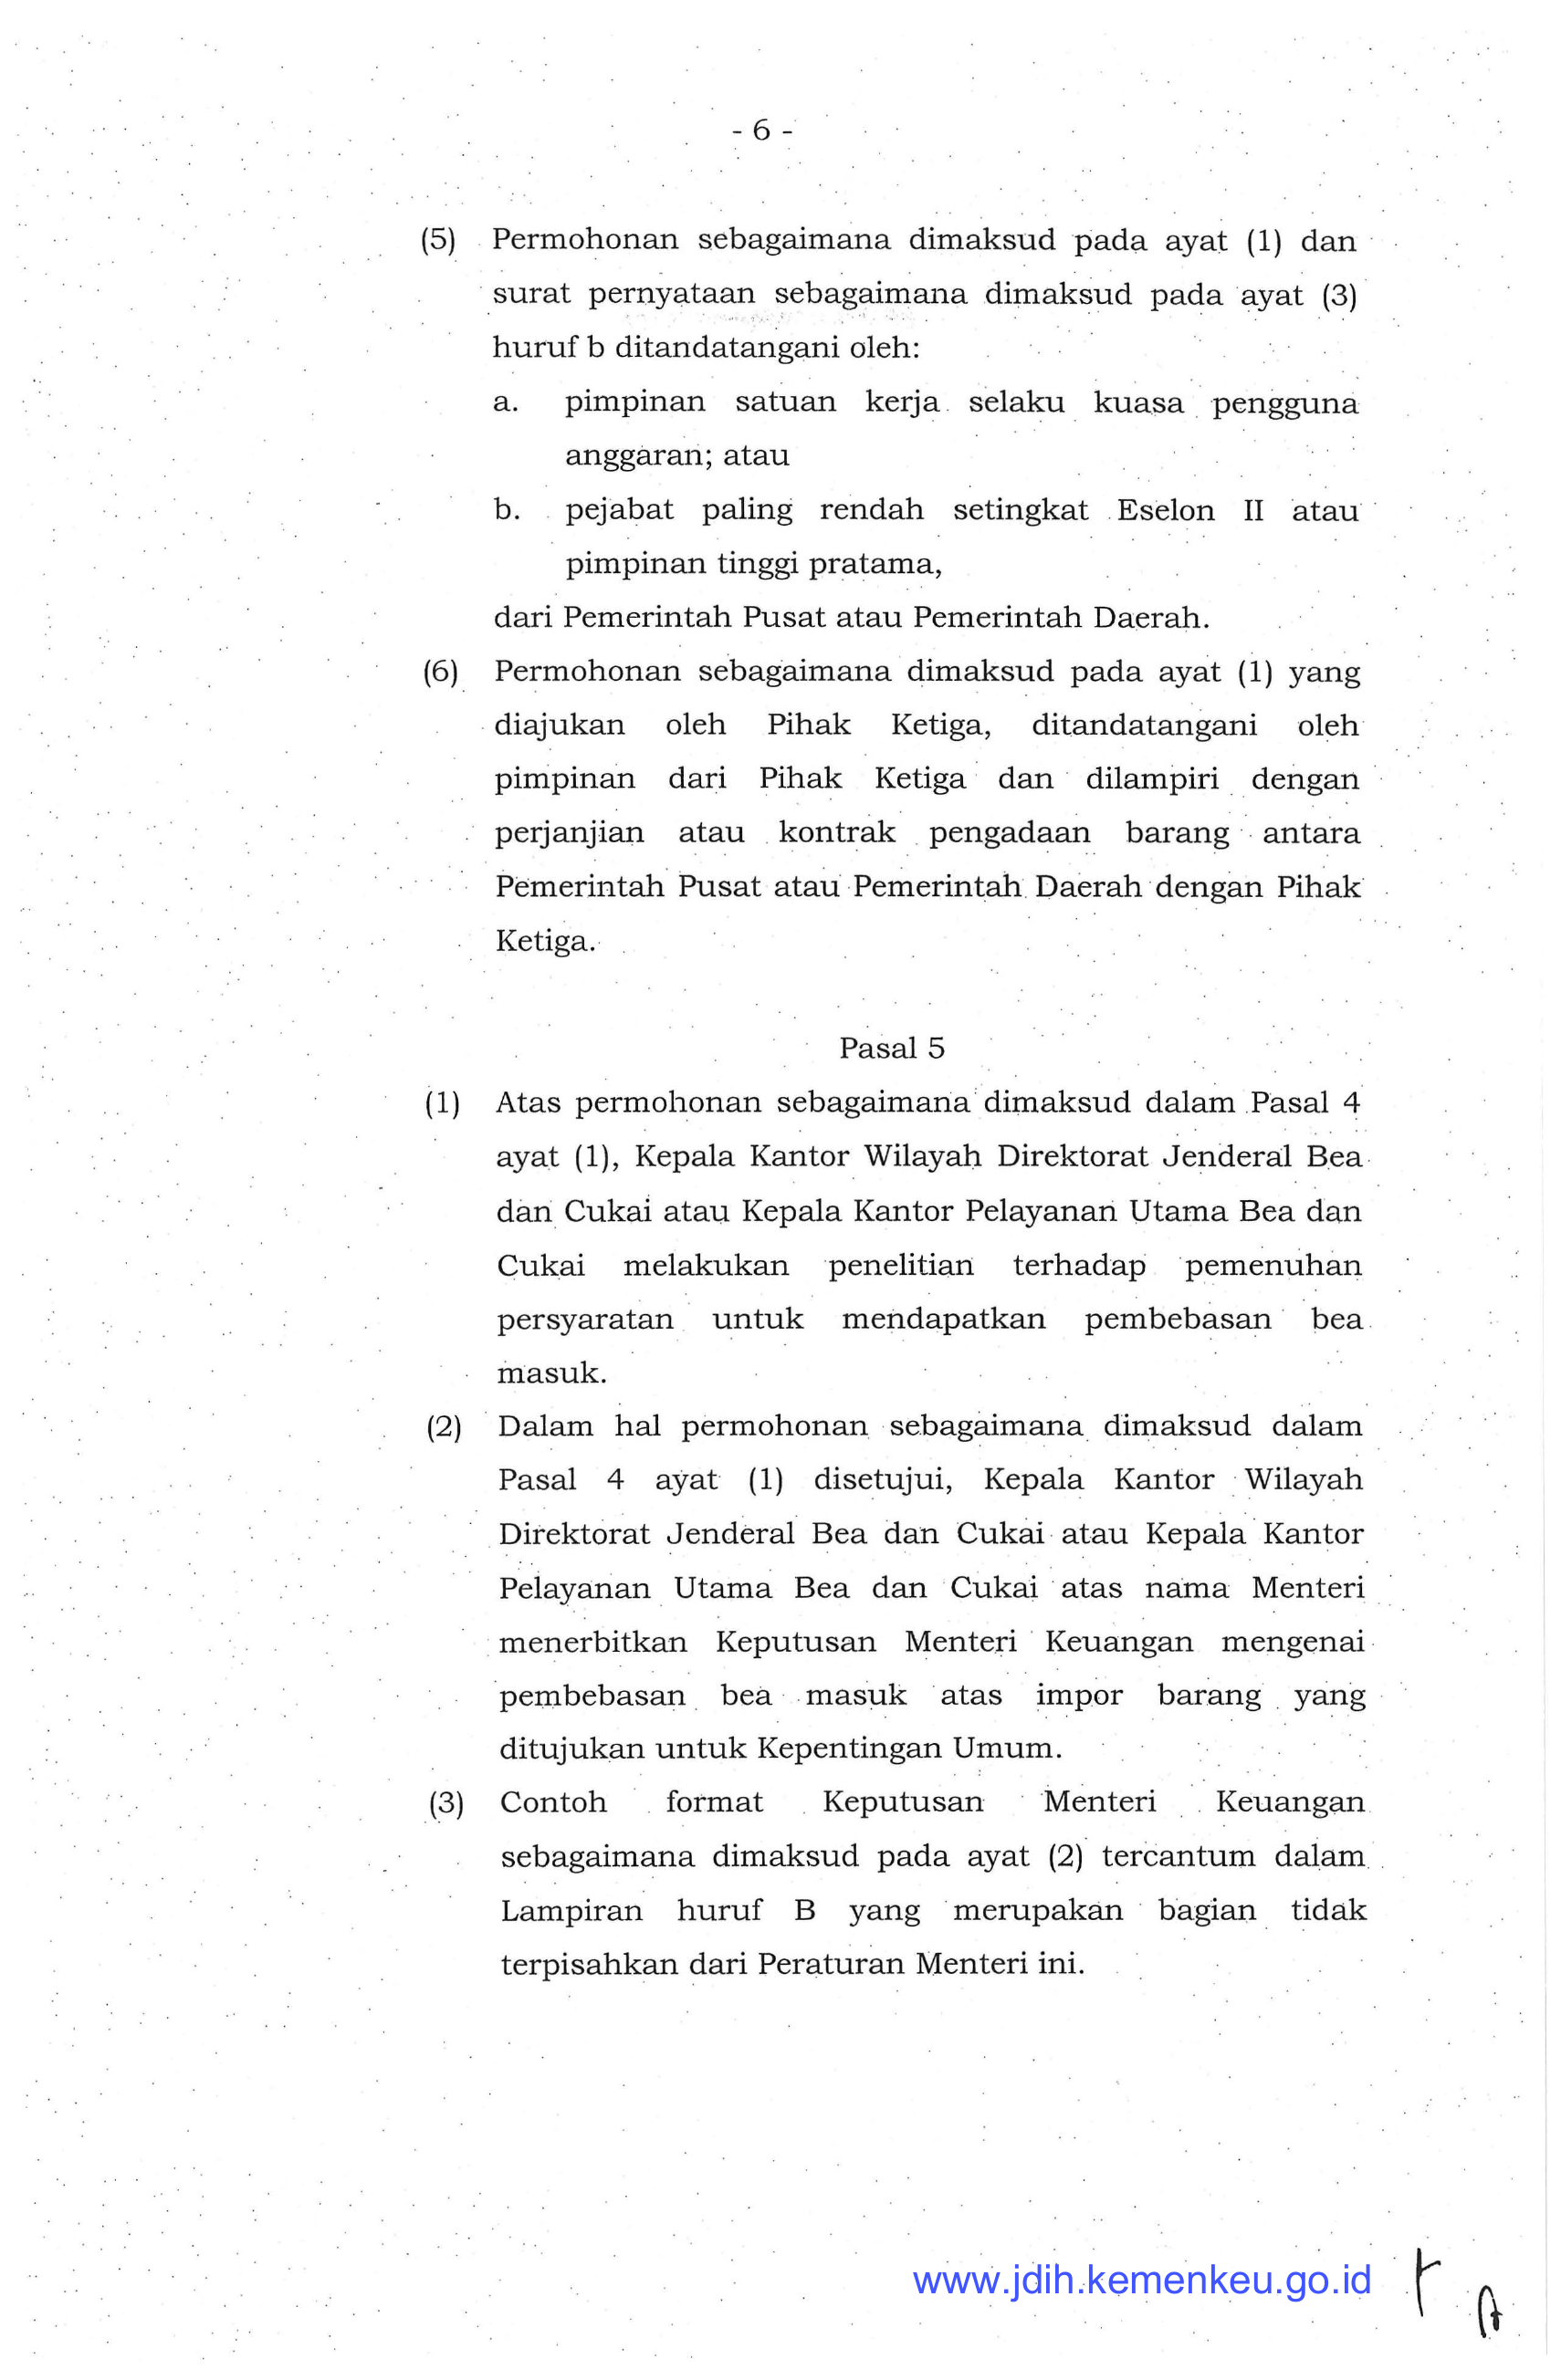 - 6 -
(5) Permohonan sebagaimana dimaksud pada ayat (1) dan
surat pernyataan sebagaimana dimaksud pada ayat (3)
huruf b ditandatangani oleh:
a. pimpinan satuan kerja selaku kuasa pengguna
anggaran; atau
b. pejabat paling rendah setingkat Eselon II atau
pimpinan tinggi pratama,
dari Pemerintah Pusat atau Pemerintah Daerah.
(6) Permohonan sebagaimana dimaksud pada ayat (1) yang
diajukan oleh Pihak Ketiga, ditandatangani oleh
pimpinan dari Pihak Ketiga dan dilampiri dengan
perjanjian atau kontrak pengadaan barang antara
Pemerintah Pusat atau Pemerintah Daerah dengan Pihak
Ketiga.
Pasal 5
(1) Atas permohonan sebagaimana dimaksud dalam Pasal 4
ayat (1), Kepala Kantor Wilayah Direktorat Jenderal Bea
dan Cukai atau Kepala Kantor Pelayanan Utama Bea dan
Cukai melakukan penelitian terhadap pemenuhan
persyaratan untuk mendapatkan pembebasan bea
masuk.
(2) Dalam hal permohonan sebagaimana dimaksud dalam
Pasal 4 ayat (1) disetujui, Kepala Kantor Wilayah
Direktorat Jenderal Bea dan Cukai atau Kepala Kantor
Pelayanan Utama Bea dan Cukai atas nama Menteri
menerbitkan Keputusan Menteri Keuangan mengenai
pembebasan bea masuk atas impor barang yang
ditujukan untuk Kepentingan Umum.
(3) Contoh format Keputusan Menteri Keuangan
sebagaimana dimaksud pada ayat (2) tercantum dalam
Lampiran huruf B yang merupakan bagian tidak
terpisahkan dari Peraturan Menteri ini.
www.jdih.kemenkeu.go.id